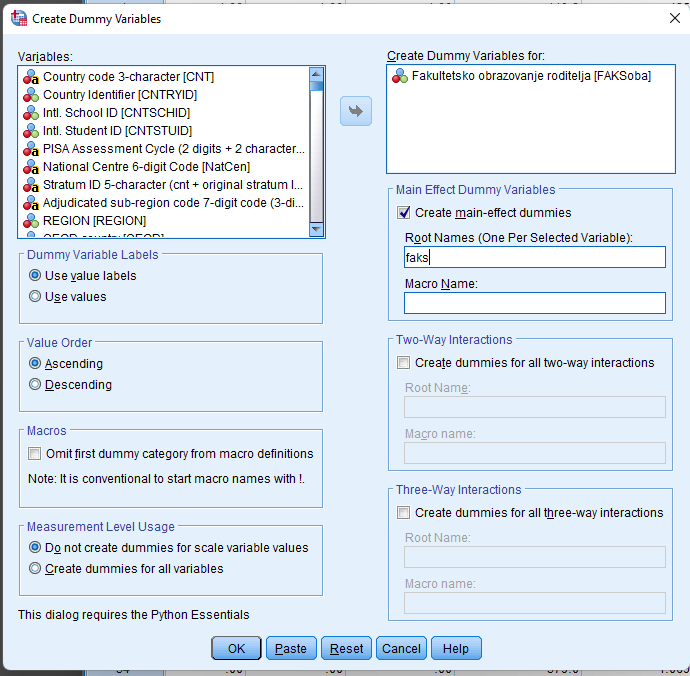 Create Dummy Variables
Variables:
Country code 3-character [CNT]
Country Identifier [CNTRYID]
Intl. School ID [CNTSCHID]
Intl. Student ID [CNTSTUID]
PISA Assessment Cycle (2 digits + 2 character...
National Centre 6-digit Code [NatCen]
Stratum ID 5-character (cnt + original stratum I...
Adjudicated sub-region code 7-digit code (3-di...
REGION [REGION]
OECD country [OECD]
Dummy Variable Labels
Use value labels
Use values
Value Order
Ascending
Descending
Macros
Omit first dummy category from macro definitions
Note: It is conventional to start macro names with !.
Measurement Level Usage
Do not create dummies for scale variable values
Create dummies for all variables
This dialog requires the Python Essentials
Create Dummy Variables for:
Fakultetsko obrazovanje roditelja [FAKSoba]
Main Effect Dummy Variables
Create main-effect dummies
Root Names (One Per Selected Variable):
faks
Macro Name:
Two-Way Interactions
Create dummies for all two-way interactions
Root Name:
Macro name:
Three-Way Interactions
Create dummies for all three-way interactions
Root Name:
Macro name:
OK
Paste
Reset
Cancel
Help